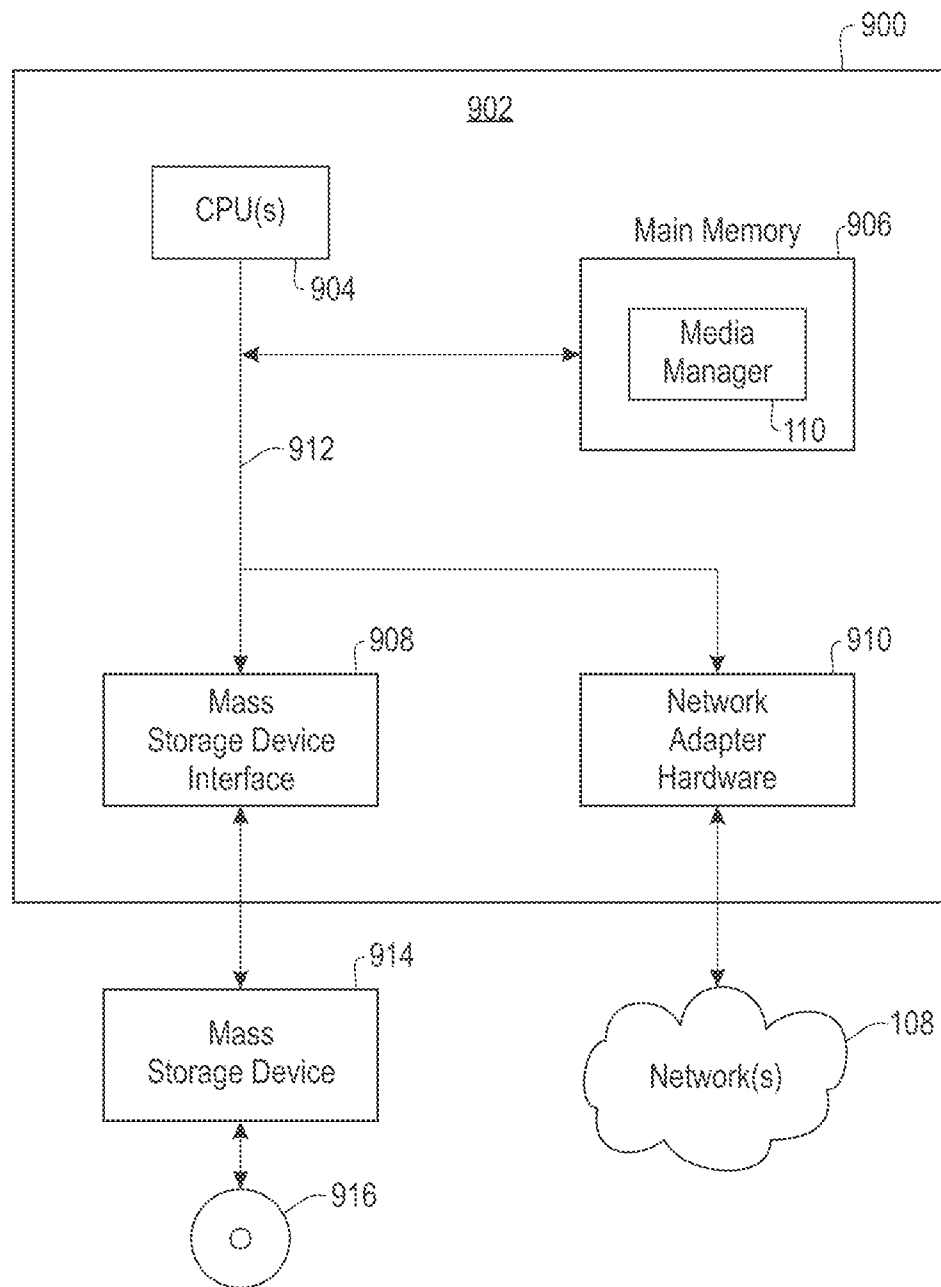 900
902
CPU(s)
904
Main Memory
906
Media
Manager
110
912
908
Mass
Storage Device
Interface
910
Network
Adapter
Hardware
914
Mass
Storage Device
108
Network(s)
916